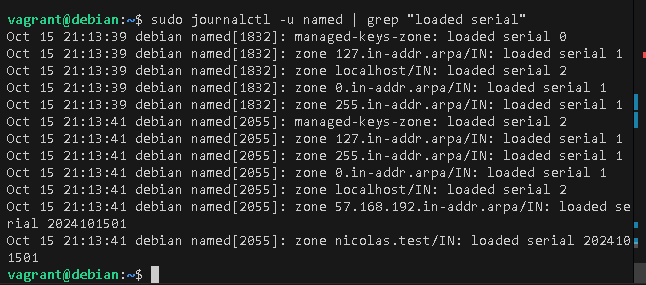 vagrant@debian:~$ sudo journalctl -u named | grep "loaded serial"
Oct 15 21:13:39 debian named[1832]: managed-keys-zone: loaded serial 0
Oct 15 21:13:39 debian named[1832]: zone 127.in-addr.arpa/IN: loaded serial 1
Oct 15 21:13:39 debian named[1832]: zone localhost/IN: loaded serial 2
Oct 15 21:13:39 debian named[1832]: zone 0.in-addr.arpa/IN: loaded serial 1
Oct 15 21:13:39 debian named[1832]: zone 255.in-addr.arpa/IN: loaded serial 1
Oct 15 21:13:41 debian named[2055]: managed-keys-zone: loaded serial 2
Oct 15 21:13:41 debian named[2055]: zone 127.in-addr.arpa/IN: loaded serial 1
Oct 15 21:13:41 debian named[2055]: zone 255.in-addr.arpa/IN: loaded serial 1
Oct 15 21:13:41 debian named[2055]: zone 0.in-addr.arpa/IN: loaded serial 1
Oct 15 21:13:41 debian named[2055]: zone localhost/IN: loaded serial 2
Oct 15 21:13:41 debian named[2055]: zone 57.168.192.in-addr.arpa/IN: loaded se
rial 2024101501
Oct 15 21:13:41 debian named[2055]: zone nicolas.test/IN: loaded serial 202410
1501
vagrant@debian:~$